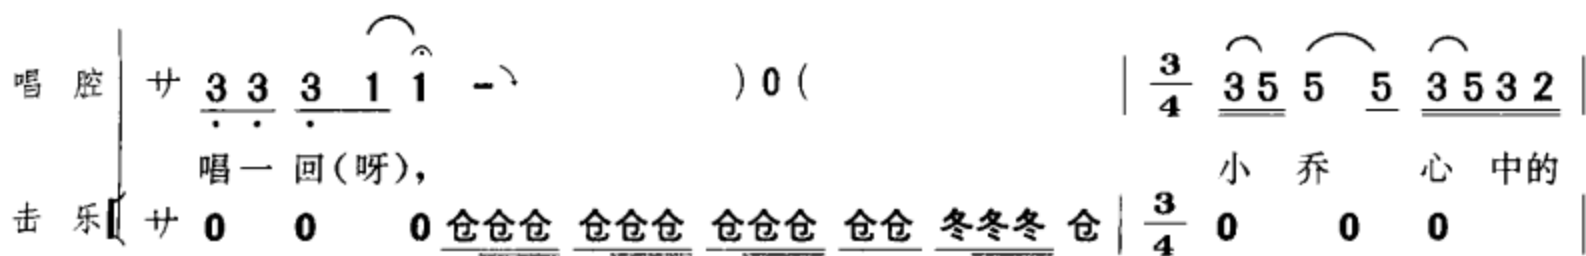 唱 腔 サ 3 3 3 1 1 - ) 0 ( 3/4 3 5 5 5 3 5 3 2
唱一 回(呀), 小 乔 心 中的
击 乐 サ 0 0 0 仓仓仓 仓仓仓 仓仓仓 仓仓 冬冬冬 仓 3/4 0 0 0